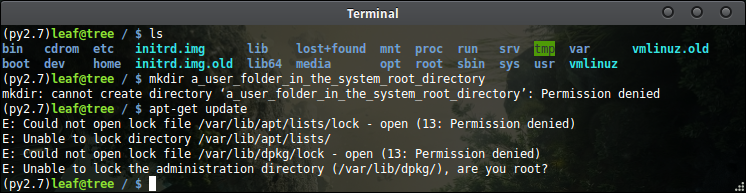 Terminal
(py2.7)leaf@tree / $ ls
bin cdrom etc initrd.img lib lost+found mnt proc run srv tmp var vmlinuz.old
boot dev home initrd.img.old lib64 media opt root sbin sys usr vmlinuz
(py2.7)leaf@tree / $ mkdir a_user_folder_in_the_system_root_directory
mkdir: cannot create directory ‘a_user_folder_in_the_system_root_directory’: Permission denied
(py2.7)leaf@tree / $ apt-get update
E: Could not open lock file /var/lib/apt/lists/lock - open (13: Permission denied)
E: Unable to lock directory /var/lib/apt/lists/
E: Could not open lock file /var/lib/dpkg/lock - open (13: Permission denied)
E: Unable to lock the administration directory (/var/lib/dpkg/), are you root?
(py2.7)leaf@tree / $